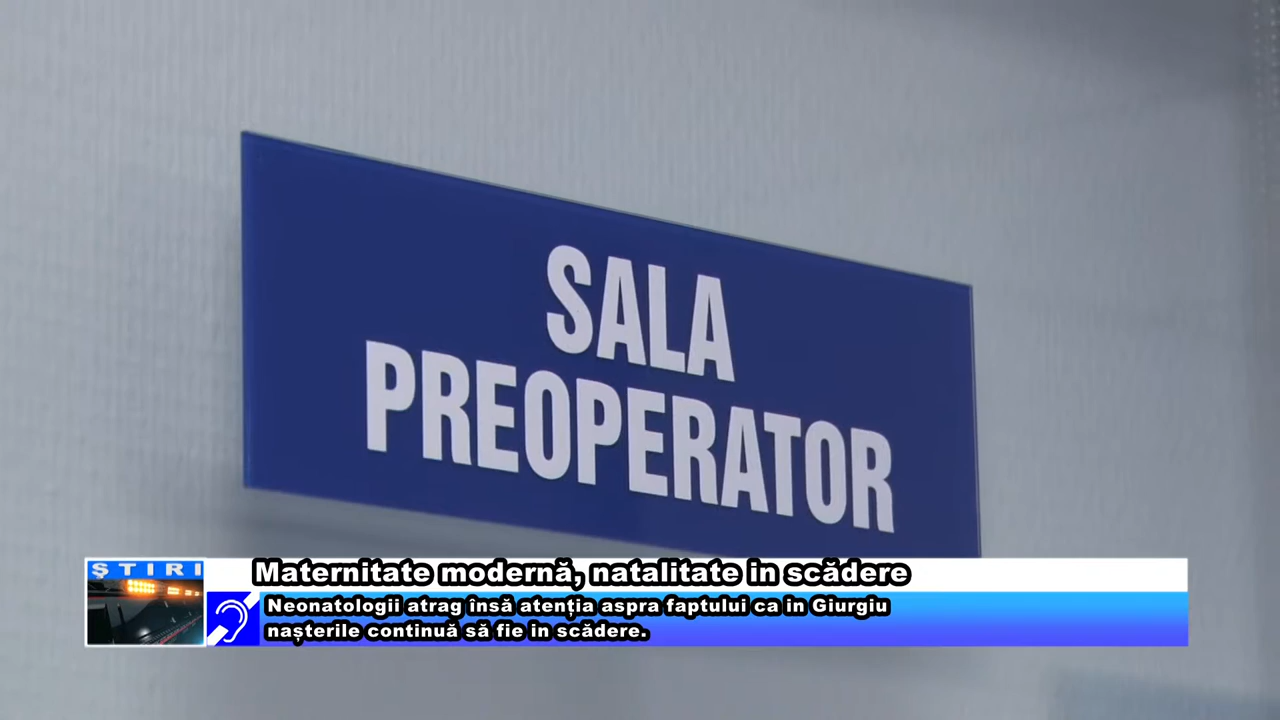 SALA
PREOPERATOR
ŞTIRI
Maternitate modernă, natalitate in scădere
Neonatologii atrag însă atenția aspra faptului ca in Giurgiu
nașterile continuă să fie in scădere.